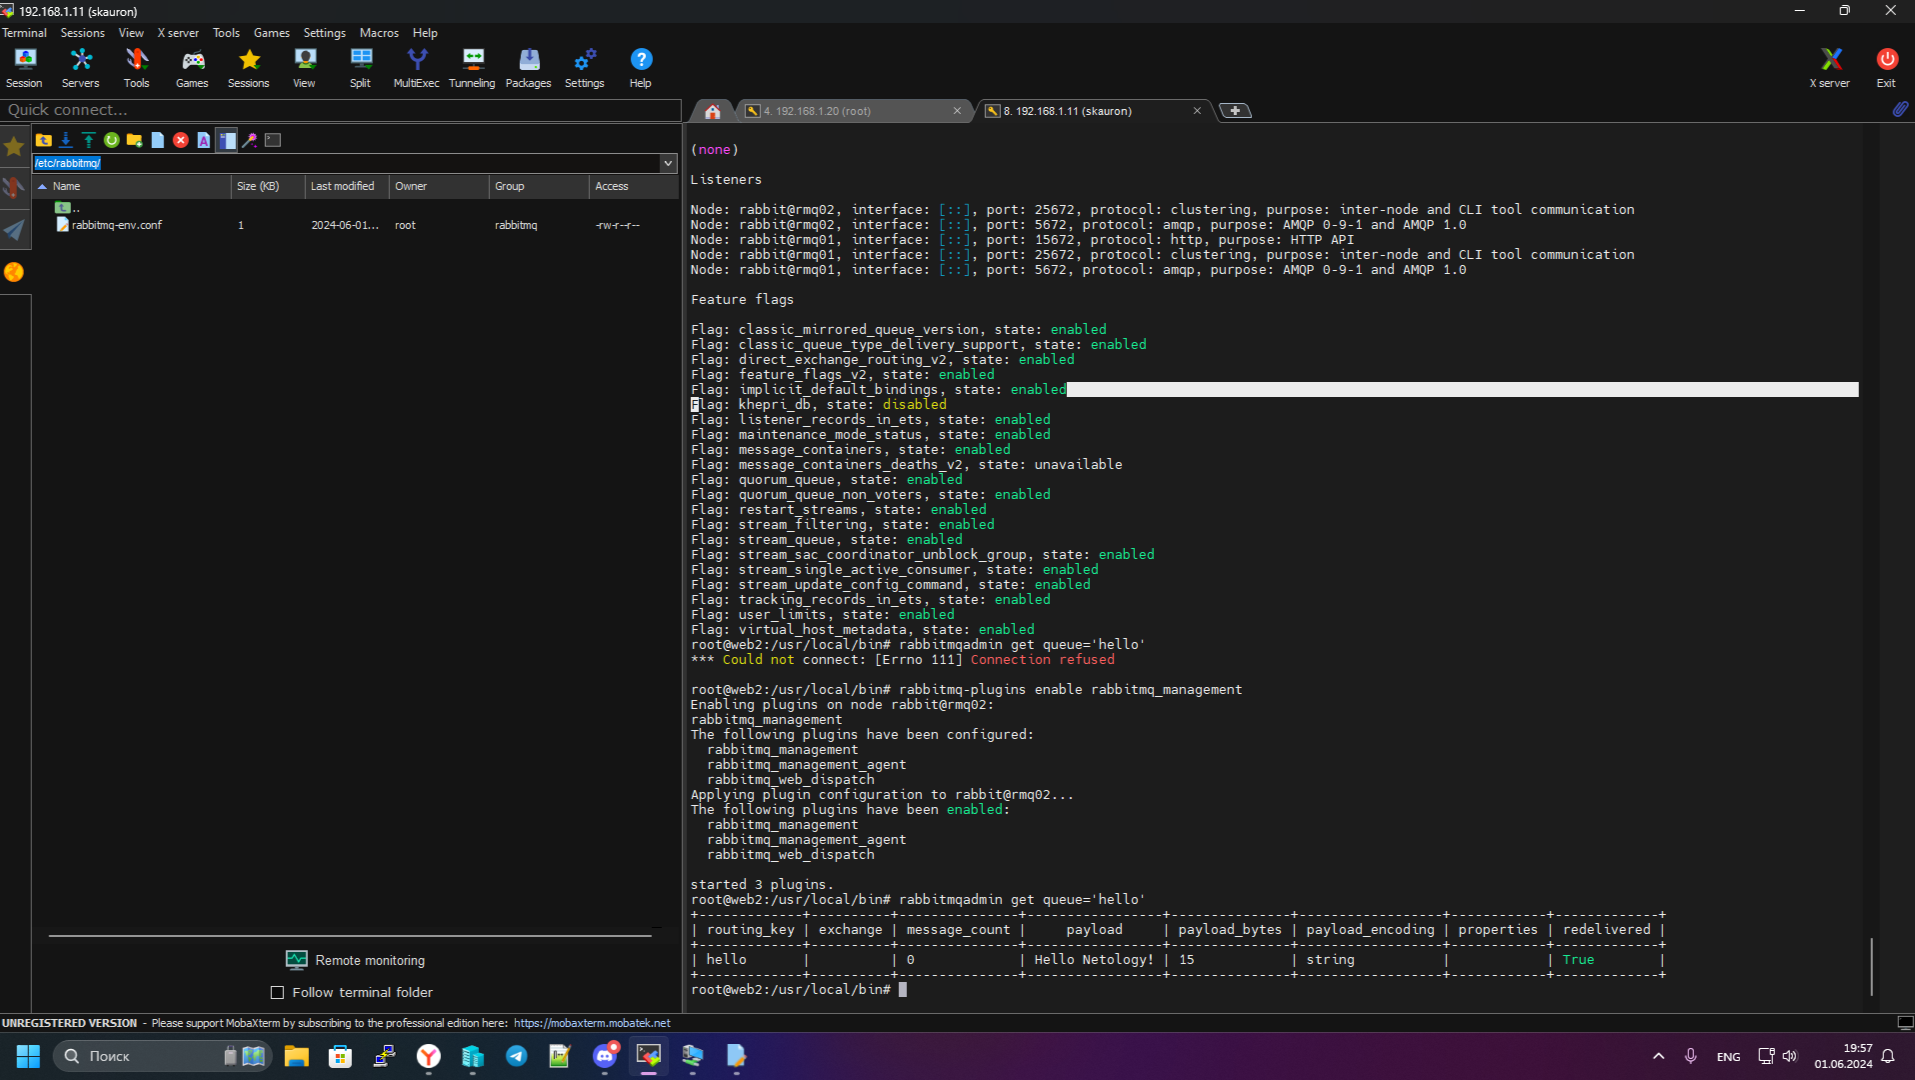 192.168.1.11 (skauron)
Terminal Sessions View X server Tools Games Settings Macros Help
Session Servers Tools Games Sessions View Split MultiExec Tunneling Packages Settings Help X server Exit
Quick connect...
4. 192.168.1.20 (root)
8. 192.168.1.11 (skauron)
/etc/rabbitmq/
Name Size (KB) Last modified Owner Group Access
..
rabbitmq-env.conf 1 2024-06-01... root rabbitmq -rw-r--r--
(none)
Listeners
Node: rabbit@rmq02, interface: [::], port: 25672, protocol: clustering, purpose: inter-node and CLI tool communication
Node: rabbit@rmq02, interface: [::], port: 5672, protocol: amqp, purpose: AMQP 0-9-1 and AMQP 1.0
Node: rabbit@rmq01, interface: [::], port: 15672, protocol: http, purpose: HTTP API
Node: rabbit@rmq01, interface: [::], port: 25672, protocol: clustering, purpose: inter-node and CLI tool communication
Node: rabbit@rmq01, interface: [::], port: 5672, protocol: amqp, purpose: AMQP 0-9-1 and AMQP 1.0
Feature flags
Flag: classic_mirrored_queue_version, state: enabled
Flag: classic_queue_type_delivery_support, state: enabled
Flag: direct_exchange_routing_v2, state: enabled
Flag: feature_flags_v2, state: enabled
Flag: implicit_default_bindings, state: enabled
Flag: khepri_db, state: disabled
Flag: listener_records_in_ets, state: enabled
Flag: maintenance_mode_status, state: enabled
Flag: message_containers, state: enabled
Flag: message_containers_deaths_v2, state: unavailable
Flag: quorum_queue, state: enabled
Flag: quorum_queue_non_voters, state: enabled
Flag: restart_streams, state: enabled
Flag: stream_filtering, state: enabled
Flag: stream_queue, state: enabled
Flag: stream_sac_coordinator_unblock_group, state: enabled
Flag: stream_single_active_consumer, state: enabled
Flag: stream_update_config_command, state: enabled
Flag: tracking_records_in_ets, state: enabled
Flag: user_limits, state: enabled
Flag: virtual_host_metadata, state: enabled
root@web2:/usr/local/bin# rabbitmqadmin get queue='hello'
*** Could not connect: [Errno 111] Connection refused
root@web2:/usr/local/bin# rabbitmq-plugins enable rabbitmq_management
Enabling plugins on node rabbit@rmq02:
rabbitmq_management
The following plugins have been configured:
rabbitmq_management
rabbitmq_management_agent
rabbitmq_web_dispatch
Applying plugin configuration to rabbit@rmq02...
The following plugins have been enabled:
rabbitmq_management
rabbitmq_management_agent
rabbitmq_web_dispatch
started 3 plugins.
root@web2:/usr/local/bin# rabbitmqadmin get queue='hello'
+-------------+----------+---------------+-----------------+---------------+------------------+------------+-------------+
| routing_key | exchange | message_count |     payload     | payload_bytes | payload_encoding | properties | redelivered |
+-------------+----------+---------------+-----------------+---------------+------------------+------------+-------------+
| hello       |          | 0             | Hello Netology! | 15            | string           |            | True        |
+-------------+----------+---------------+-----------------+---------------+------------------+------------+-------------+
root@web2:/usr/local/bin#
Remote monitoring
Follow terminal folder
UNREGISTERED VERSION - Please support MobaXterm by subscribing to the professional edition here: https://mobaxterm.mobatek.net
Поиск
ENG
19:57
01.06.2024